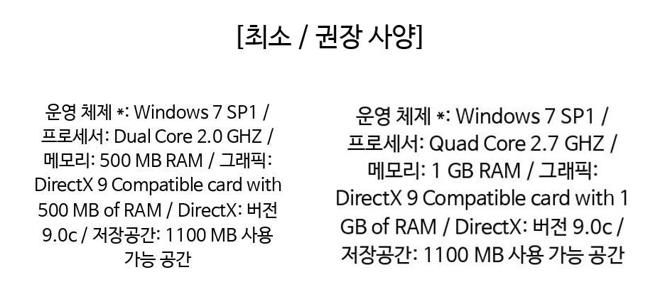 [최소 / 권장 사양]
운영 체제 *: Windows 7 SP1 /
프로세서: Dual Core 2.0 GHZ /
메모리: 500 MB RAM / 그래픽:
DirectX 9 Compatible card with
500 MB of RAM / DirectX: 버전
9.0c / 저장공간: 1100 MB 사용
가능 공간
운영 체제 *: Windows 7 SP1 /
프로세서: Quad Core 2.7 GHZ /
메모리: 1 GB RAM / 그래픽:
DirectX 9 Compatible card with 1
GB of RAM / DirectX: 버전 9.0c /
저장공간: 1100 MB 사용 가능 공간